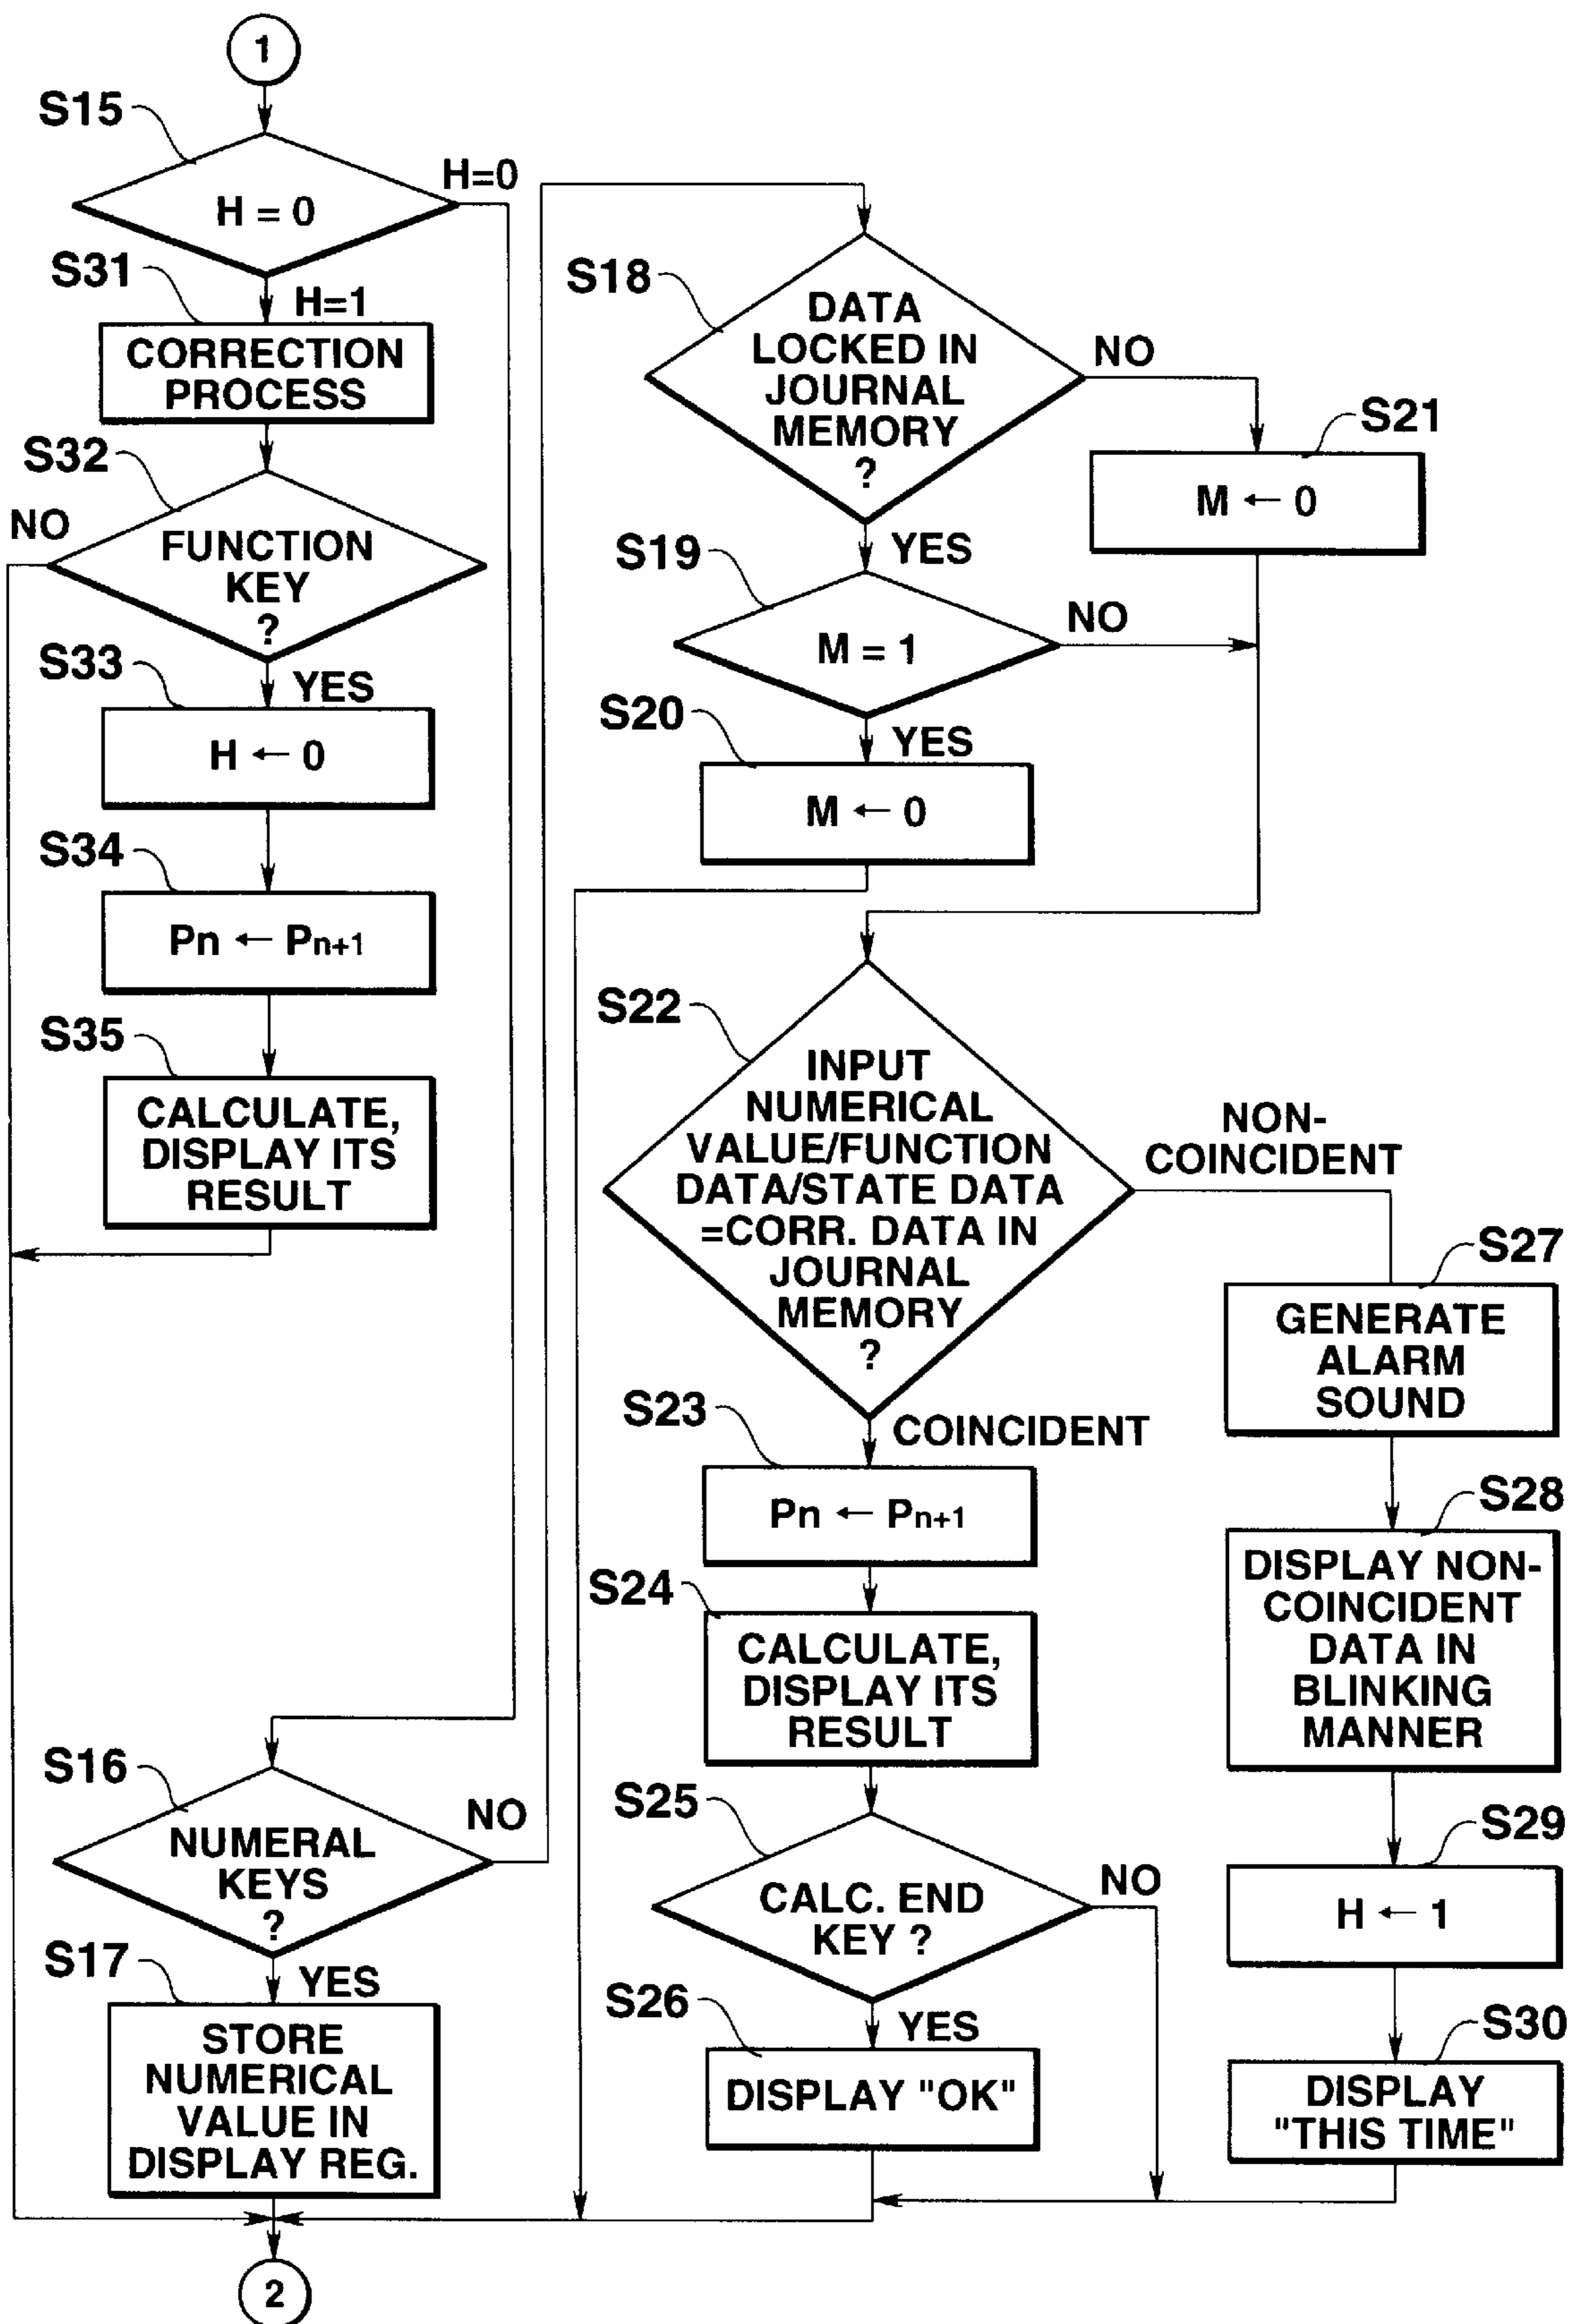 1
S15
H=0
H = 0
S31
H=1
CORRECTION
PROCESS
S32
NO
FUNCTION
KEY
?
S33
YES
H ← 0
S34
Pn ← Pn+1
S35
CALCULATE,
DISPLAY ITS
RESULT
S16
NO
NUMERAL
KEYS
?
S17
YES
STORE
NUMERICAL
VALUE IN
DISPLAY REG.
2
S18
DATA
LOCKED IN
JOURNAL
MEMORY
?
NO
S21
M ← 0
YES
S19
NO
M = 1
S20
YES
M ← 0
S22
INPUT
NUMERICAL
VALUE/FUNCTION
DATA/STATE DATA
=CORR. DATA IN
JOURNAL
MEMORY
?
NON-
COINCIDENT
S23
COINCIDENT
Pn ← Pn+1
S24
CALCULATE,
DISPLAY ITS
RESULT
S25
NO
CALC. END
KEY ?
S26
YES
DISPLAY "OK"
S27
GENERATE
ALARM
SOUND
S28
DISPLAY NON-
COINCIDENT
DATA IN
BLINKING
MANNER
S29
H ← 1
S30
DISPLAY
"THIS TIME"